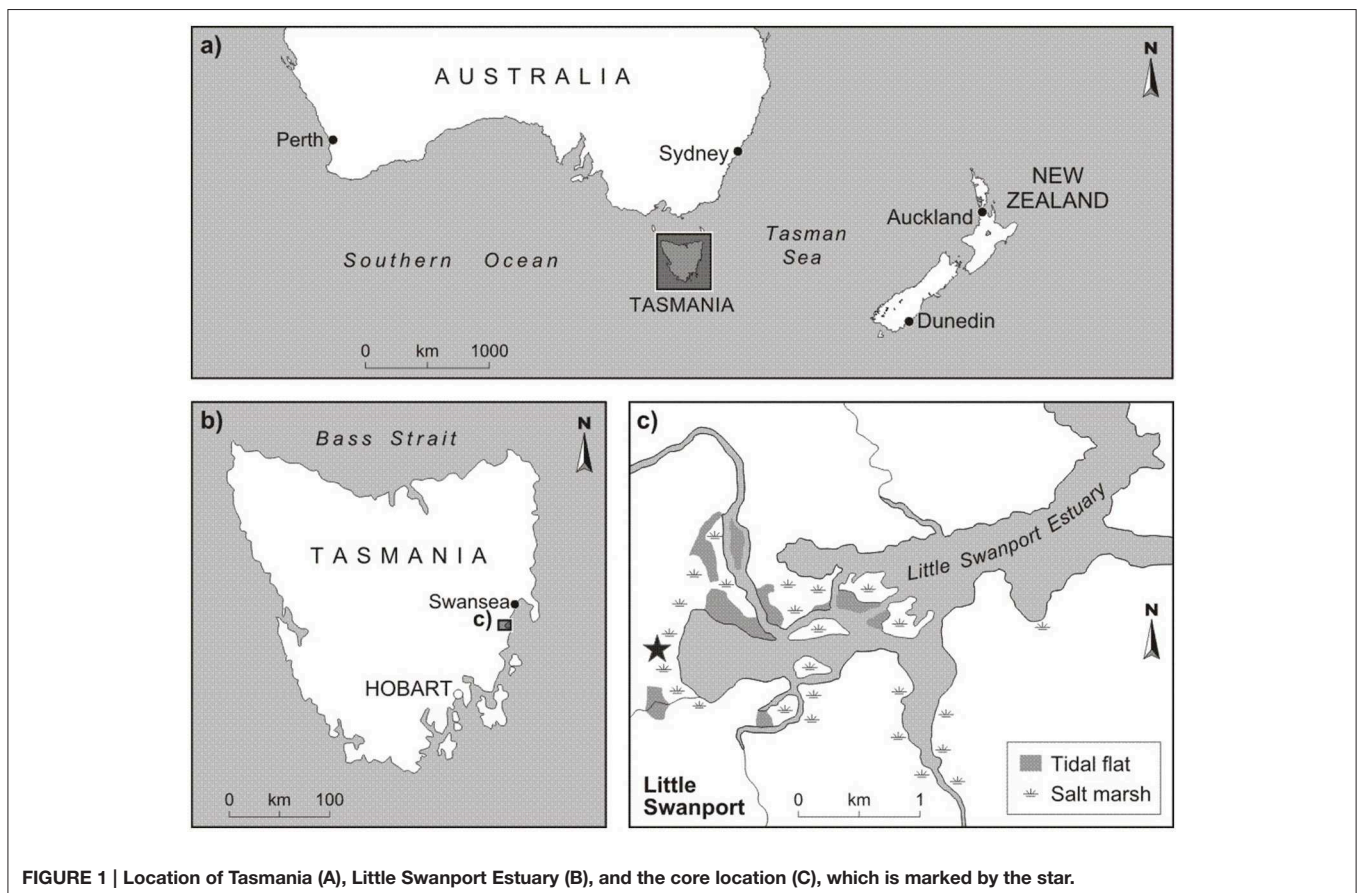 a)
N
AUSTRALIA
Perth
Sydney
NEW
ZEALAND
Auckland
Tasman
Sea
Southern Ocean
TASMANIA
Dunedin
0 km 1000
b)
N
Bass Strait
TASMANIA
Swansea
c)
HOBART
0 km 100
c)
Little Swanport Estuary
N
Tidal flat
Salt marsh
Little
Swanport
0 km 1
FIGURE 1 | Location of Tasmania (A), Little Swanport Estuary (B), and the core location (C), which is marked by the star.